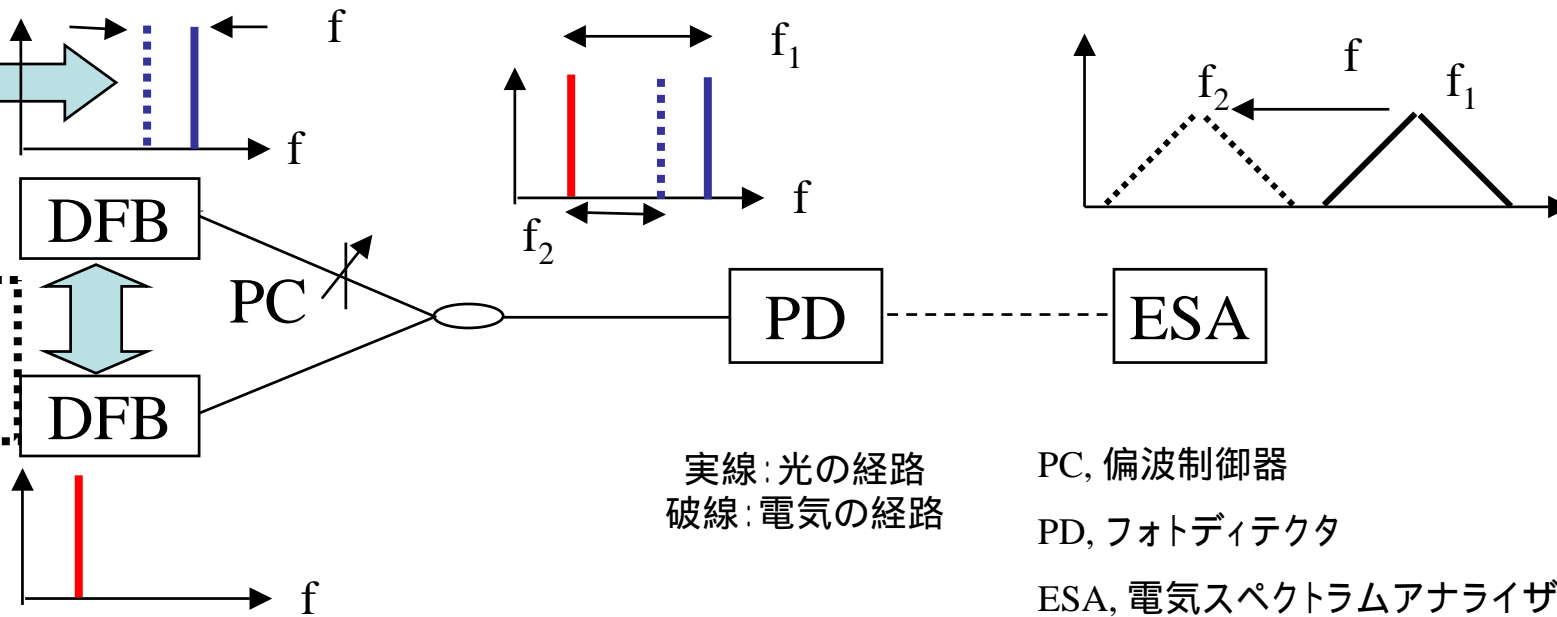 f
f
f₁
f
f₂
f₂
f
f₁
DFB
PC
PD
ESA
DFB
f
実線:光の経路
破線:電気の経路
PC, 偏波制御器
PD, フォトディテクタ
ESA, 電気スペクトラムアナライザ